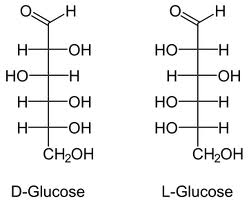 O H O H
H OH HO H
HO H H OH
H OH HO H
H OH HO H
CH₂OH CH₂OH
D-Glucose L-Glucose